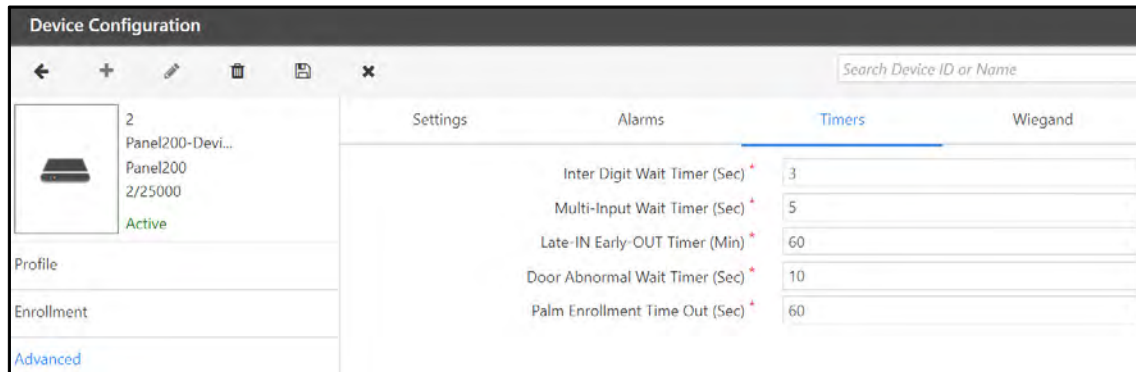 Device Configuration
Search Device ID or Name
2
Panel200-Devi...
Panel200
2/25000
Active
Profile
Enrollment
Advanced
Settings Alarms Timers Wiegand
Inter Digit Wait Timer (Sec) * 3
Multi-Input Wait Timer (Sec) * 5
Late-IN Early-OUT Timer (Min) * 60
Door Abnormal Wait Timer (Sec) * 10
Palm Enrollment Time Out (Sec) * 60